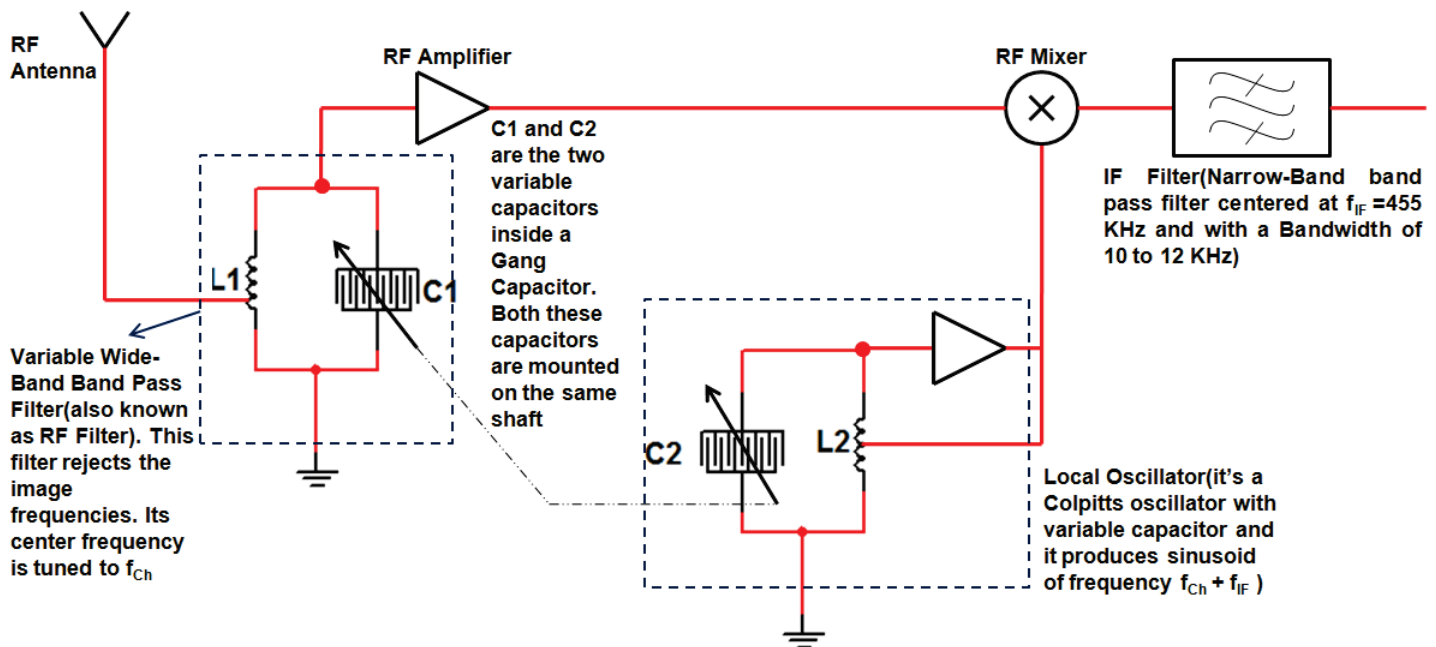 RF
Antenna
RF Amplifier
RF Mixer
C1 and C2
are the two
variable
capacitors
inside a
Gang
Capacitor.
Both these
capacitors
are mounted
on the same
shaft
IF Filter(Narrow-Band band
pass filter centered at fIF =455
KHz and with a Bandwidth of
10 to 12 KHz)
L1
C1
Variable Wide-
Band Band Pass
Filter(also known
as RF Filter). This
filter rejects the
image
frequencies. Its
center frequency
is tuned to fCh
C2
L2
Local Oscillator(it's a
Colpitts oscillator with
variable capacitor and
it produces sinusoid
of frequency fCh + fIF )